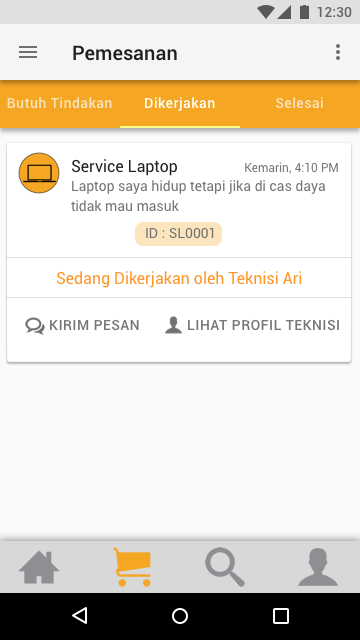 12:30
Pemesanan
Butuh Tindakan
Dikerjakan
Selesai
Service Laptop
Kemarin, 4:10 PM
Laptop saya hidup tetapi jika di cas daya
tidak mau masuk
ID : SL0001
Sedang Dikerjakan oleh Teknisi Ari
KIRIM PESAN
LIHAT PROFIL TEKNISI